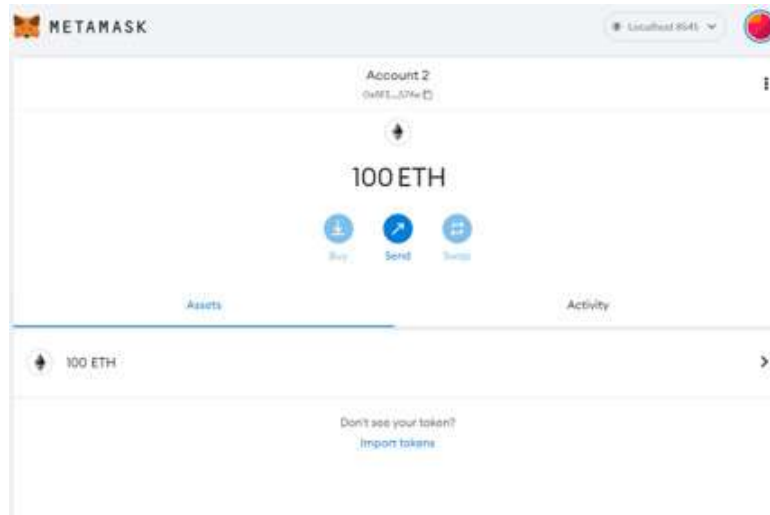 METAMASK
Localhost 8545
Account 2
100 ETH
Buy Send Swap
Assets Activity
100 ETH
Don't see your token?
Import tokens